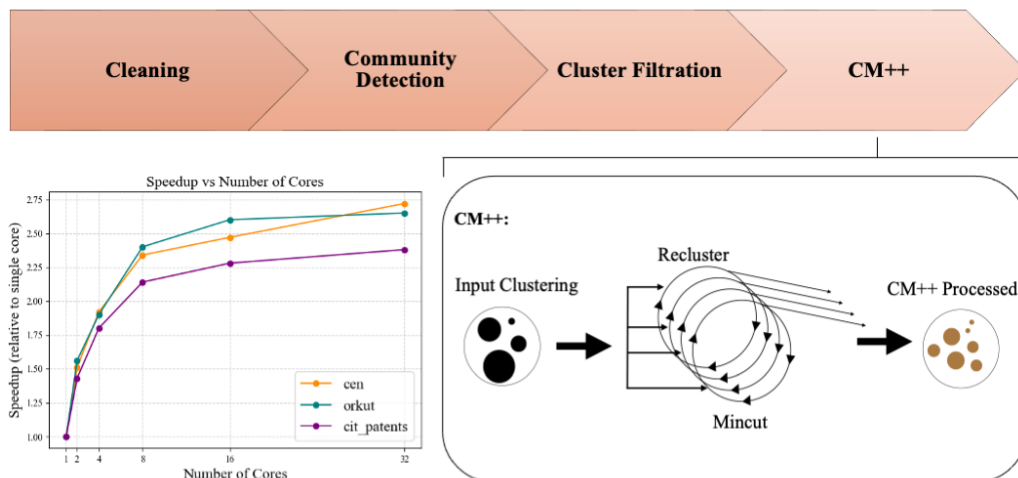 Cleaning
Community
Detection
Cluster Filtration
CM++
Speedup vs Number of Cores
Speedup (relative to single core)
2.75
2.50
2.25
2.00
1.75
1.50
1.25
1.00
cen
orkut
cit_patents
1 2 4 8 16 32
Number of Cores
CM++:
Input Clustering
Recluster
Mincut
CM++ Processed